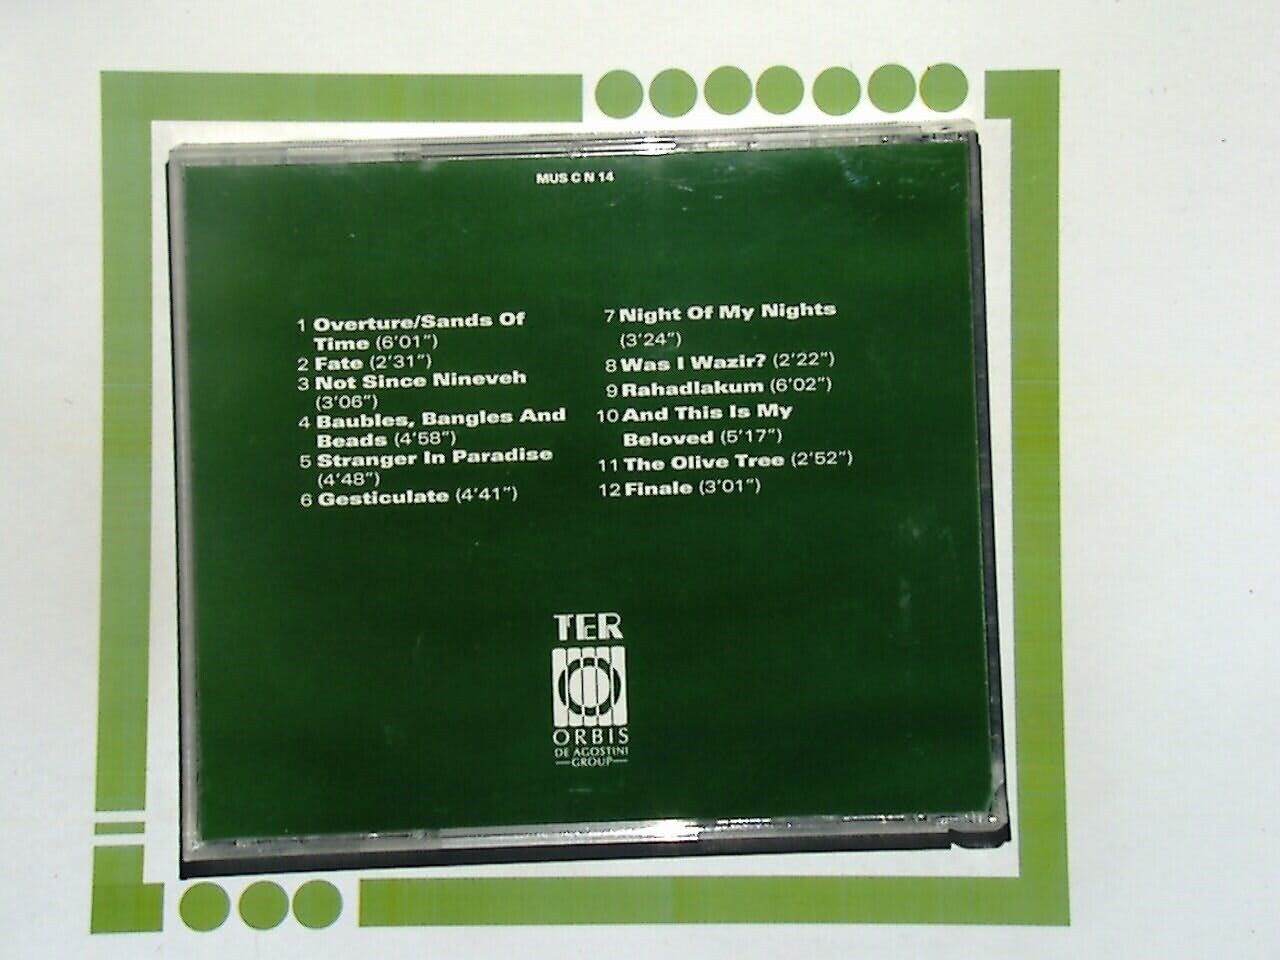 MUS C N 14
1 Overture/Sands Of
Time (6'01")
2 Fate (2'31")
3 Not Since Nineveh
(3'06")
4 Baubles, Bangles And
Beads (4'58")
5 Stranger In Paradise
(4'48")
6 Gesticulate (4'41")
7 Night Of My Nights
(3'24")
8 Was I Wazir? (2'22")
9 Rahadlakum (6'02")
10 And This Is My
Beloved (5'17")
11 The Olive Tree (2'52")
12 Finale (3'01")
TER
ORBIS
DE AGOSTINI
GROUP